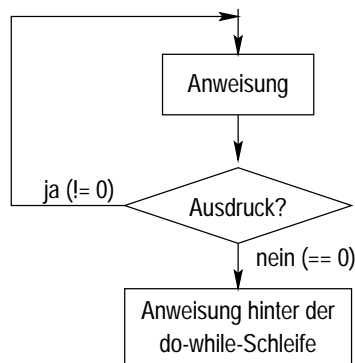 Anweisung
ja (!= 0)
Ausdruck?
nein (== 0)
Anweisung hinter der
do-while-Schleife